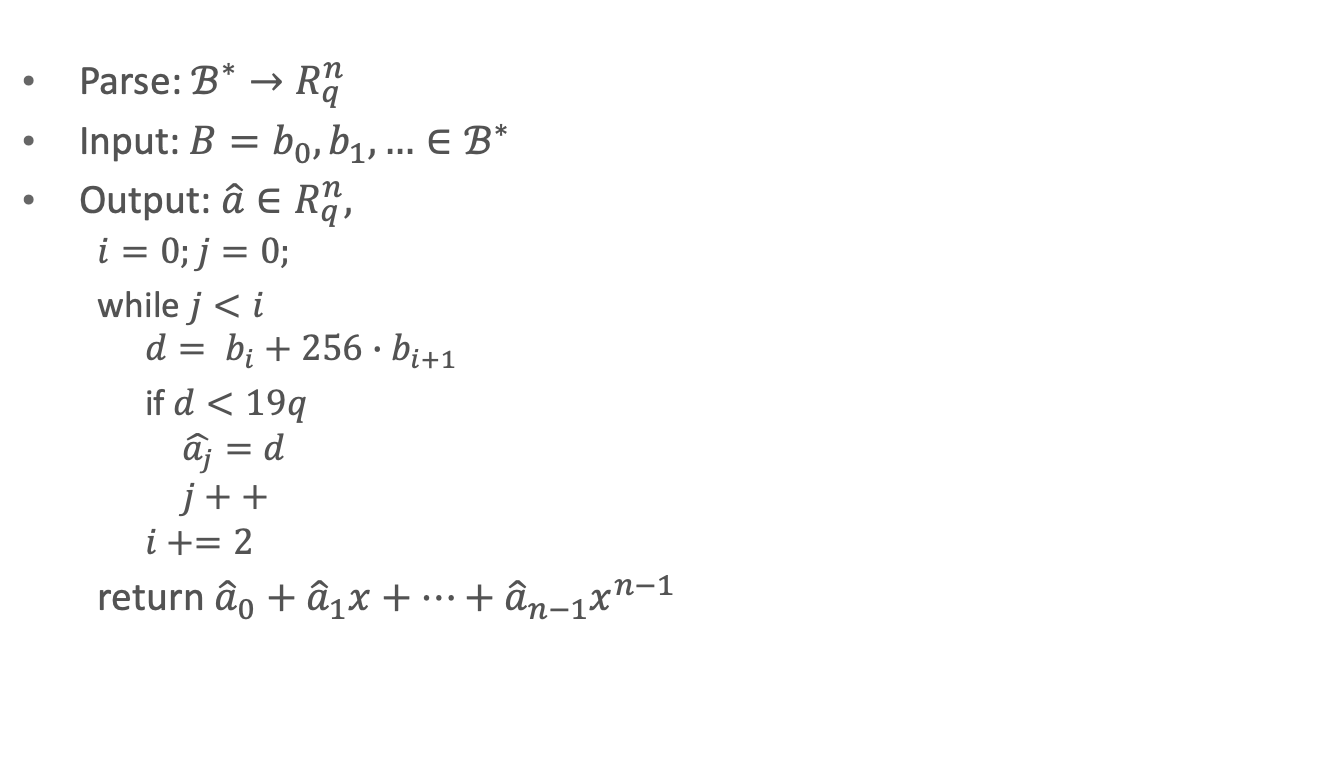 • Parse: ℬ* → R_q^n
• Input: B = b_0, b_1, … ∈ ℬ*
• Output: â ∈ R_q^n,
i = 0; j = 0;
while j < i
d = b_i + 256 · b_{i+1}
if d < 19q
â_j = d
j + +
i += 2
return â_0 + â_1x + ⋯ + â_{n−1}x^{n−1}